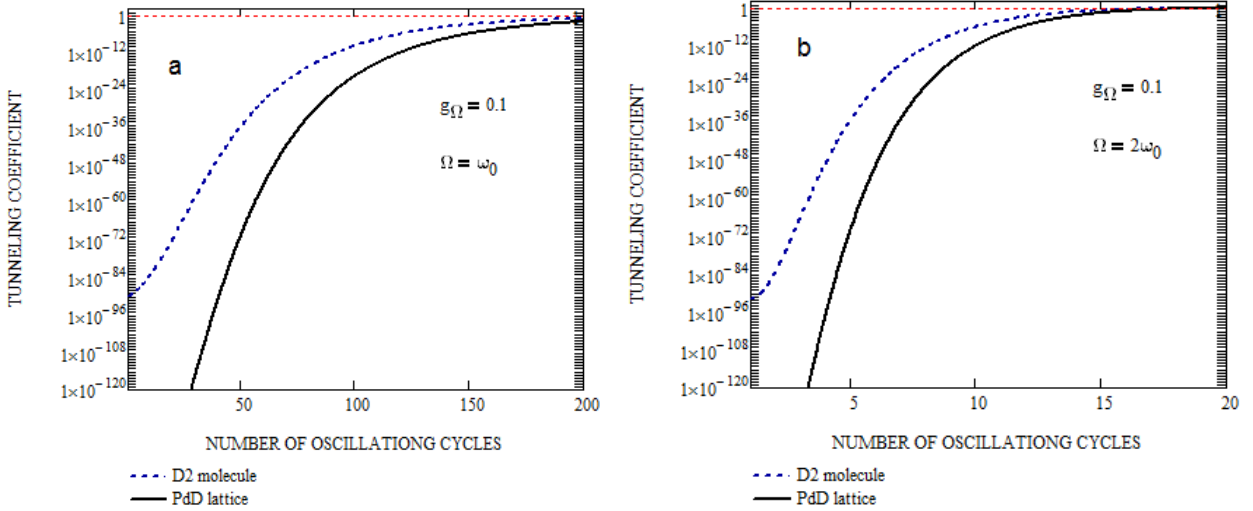 a
TUNNELING COEFFICIENT
1
1×10⁻¹²
1×10⁻²⁴
1×10⁻³⁶
1×10⁻⁴⁸
1×10⁻⁶⁰
1×10⁻⁷²
1×10⁻⁸⁴
1×10⁻⁹⁶
1×10⁻¹⁰⁸
1×10⁻¹²⁰
g_Ω = 0.1
Ω = ω₀
50 100 150 200
NUMBER OF OSCILLATIONG CYCLES
D2 molecule
PdD lattice
b
TUNNELING COEFFICIENT
1
1×10⁻¹²
1×10⁻²⁴
1×10⁻³⁶
1×10⁻⁴⁸
1×10⁻⁶⁰
1×10⁻⁷²
1×10⁻⁸⁴
1×10⁻⁹⁶
1×10⁻¹⁰⁸
1×10⁻¹²⁰
g_Ω = 0.1
Ω = 2ω₀
5 10 15 20
NUMBER OF OSCILLATIONG CYCLES
D2 molecule
PdD lattice